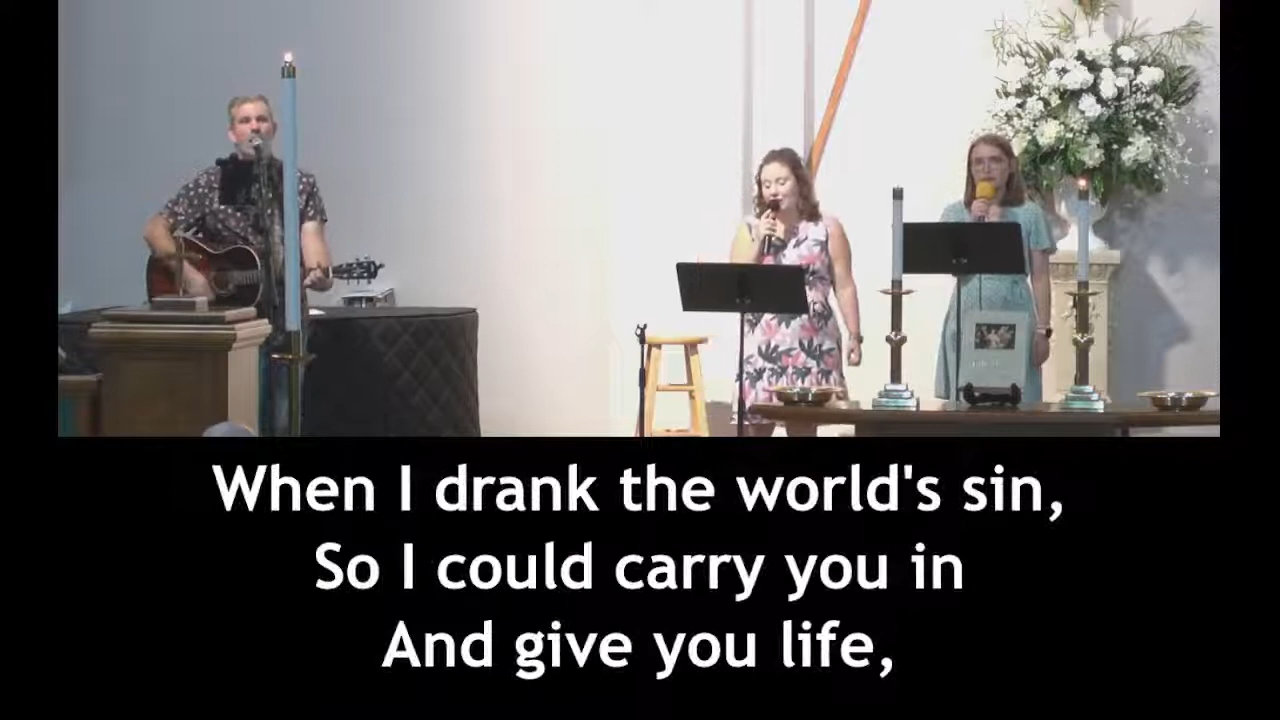 When I drank the world's sin,
So I could carry you in
And give you life,